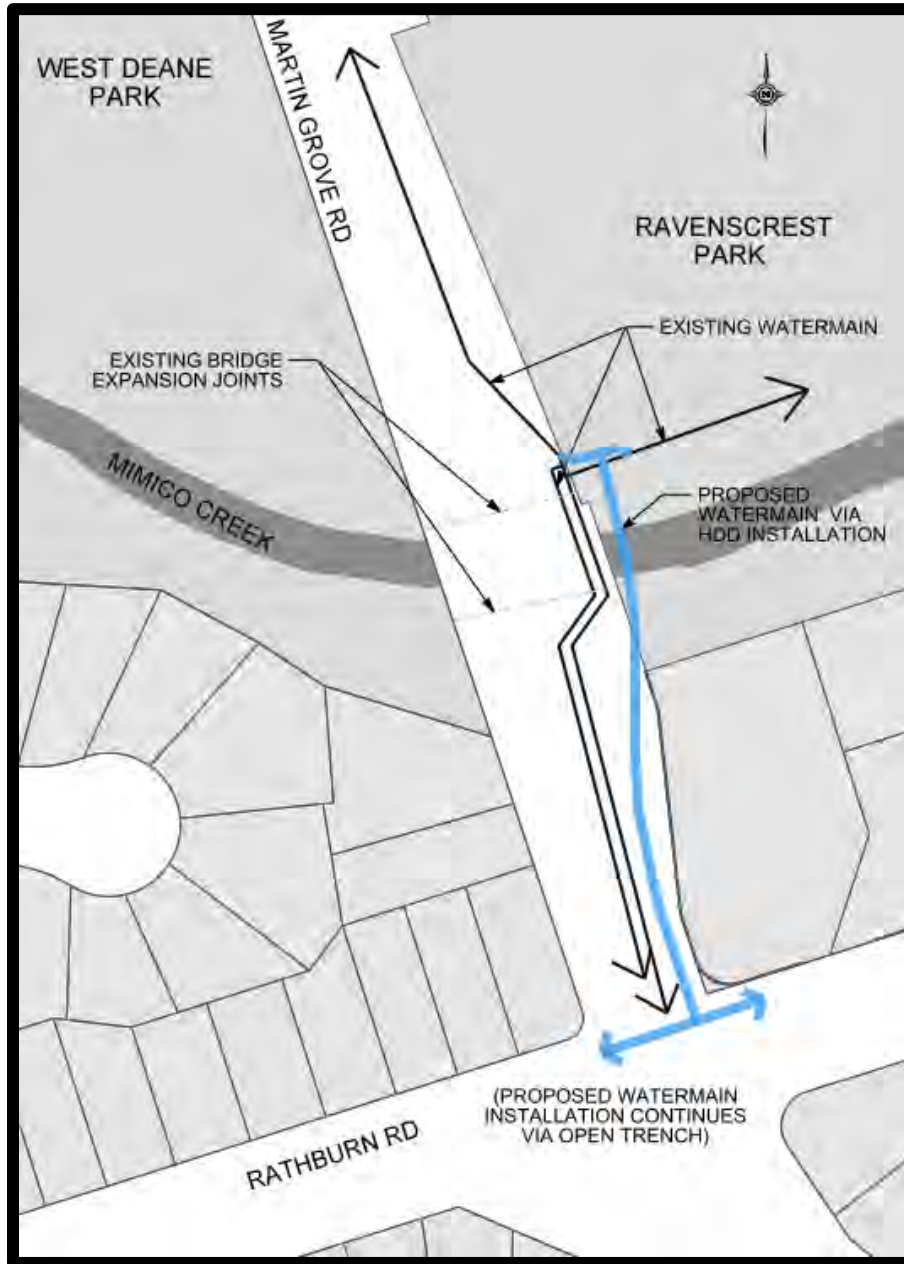 WEST DEANE
PARK
MARTIN GROVE RD
N
RAVENSCREST
PARK
EXISTING WATERMAIN
EXISTING BRIDGE
EXPANSION JOINTS
MIMICO CREEK
PROPOSED
WATERMAIN VIA
HDD INSTALLATION
(PROPOSED WATERMAIN
INSTALLATION CONTINUES
VIA OPEN TRENCH)
RATHBURN RD